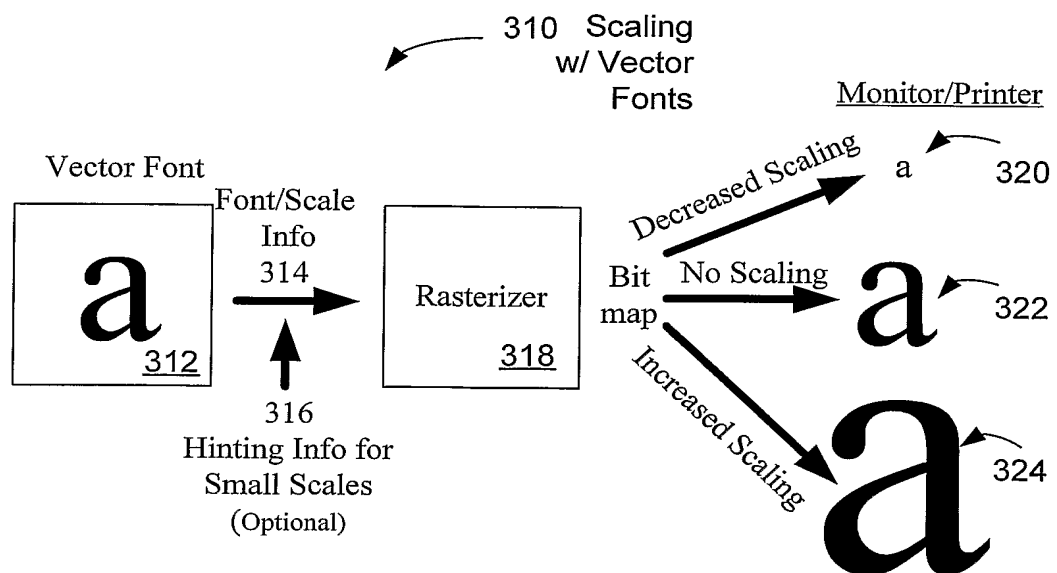 310 Scaling
w/ Vector
Fonts
Monitor/Printer
Vector Font
a
312
Font/Scale
Info
314
316
Hinting Info for
Small Scales
(Optional)
Rasterizer
318
Bit
map
Decreased Scaling
a
320
No Scaling
a
322
Increased Scaling
a
324